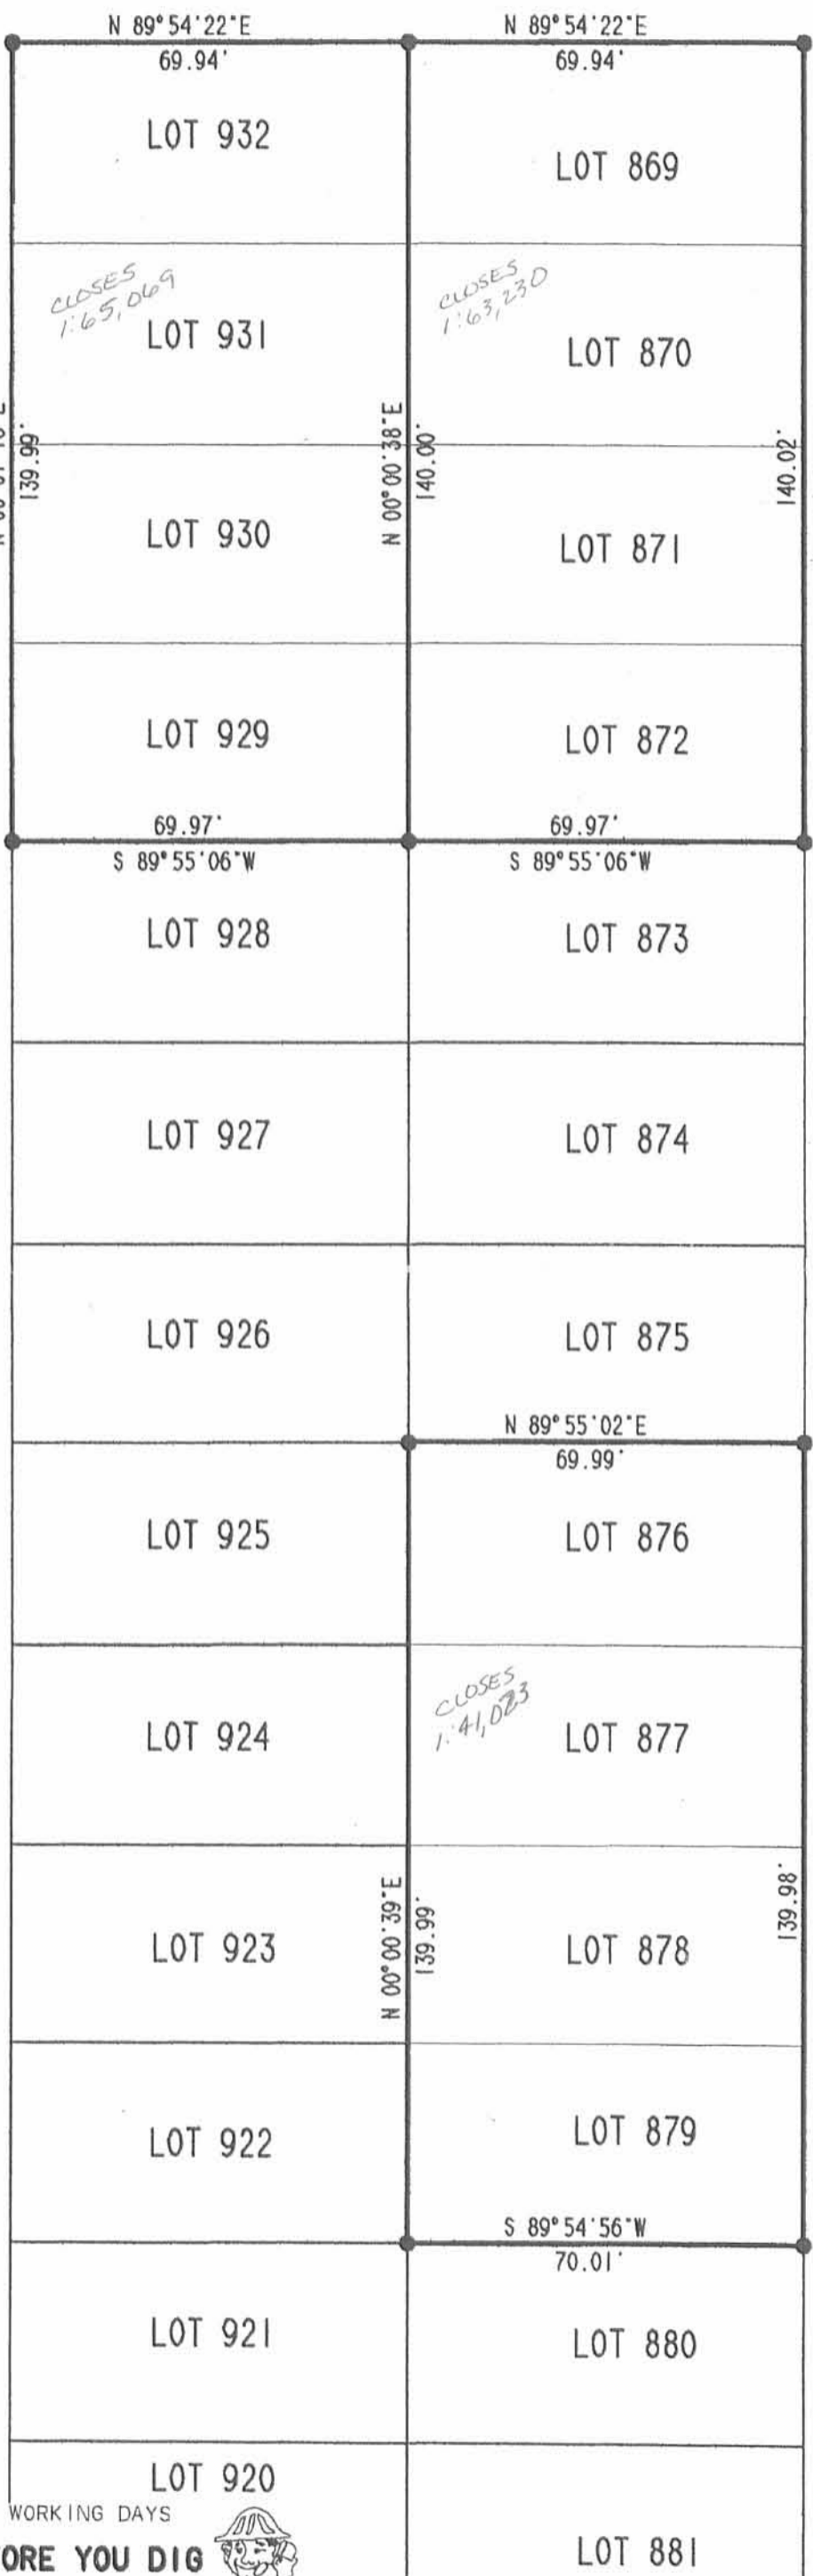 N 89°54'22"E
N 89°54'22"E
69.94'
69.94'
LOT 932
LOT 869
CLOSES
1:65,069
CLOSES
1:63,230
LOT 931
LOT 870
139.99'
N 00°00'38"E
140.00'
140.02'
LOT 930
LOT 871
LOT 929
LOT 872
69.97'
69.97'
S 89°55'06"W
S 89°55'06"W
LOT 928
LOT 873
LOT 927
LOT 874
LOT 926
LOT 875
N 89°55'02"E
69.99'
LOT 925
LOT 876
CLOSES
LOT 924
LOT 877
N 00°00'39"E
139.99'
139.98'
LOT 923
LOT 878
LOT 922
LOT 879
S 89°54'56"W
70.01'
LOT 921
LOT 880
LOT 920
WORKING DAYS
ORE YOU DIG
LOT 881